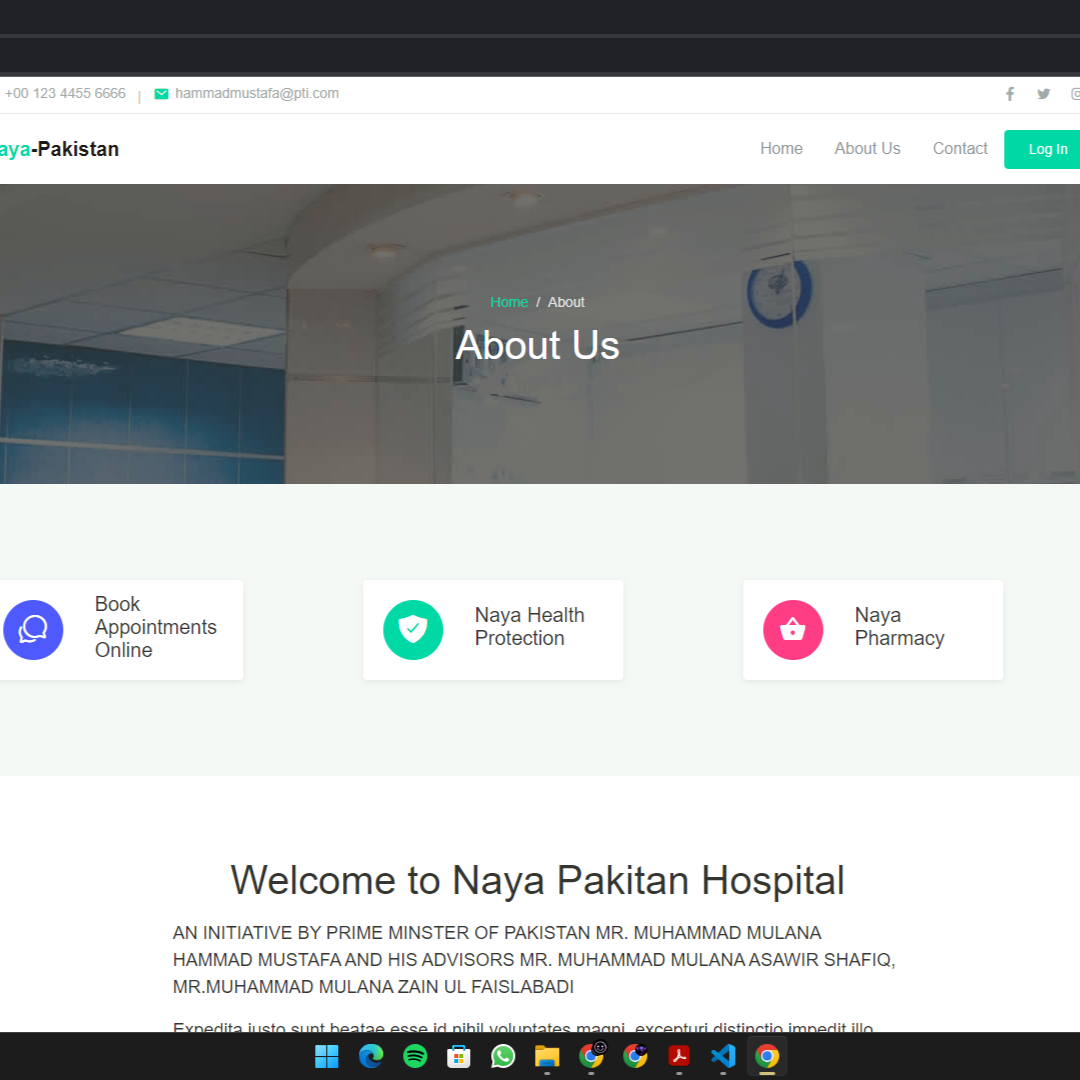 +00 123 4455 6666 | hammadmustafa@pti.com
aya-Pakistan
Home About Us Contact Log In
Home / About
About Us
Book
Appointments
Online
Naya Health
Protection
Naya
Pharmacy
Welcome to Naya Pakitan Hospital
AN INITIATIVE BY PRIME MINSTER OF PAKISTAN MR. MUHAMMAD MULANA
HAMMAD MUSTAFA AND HIS ADVISORS MR. MUHAMMAD MULANA ASAWIR SHAFIQ,
MR.MUHAMMAD MULANA ZAIN UL FAISLABADI
Expedita iusto sunt beatae esse id nihil voluptates magni, excepturi distinctio impedit illo